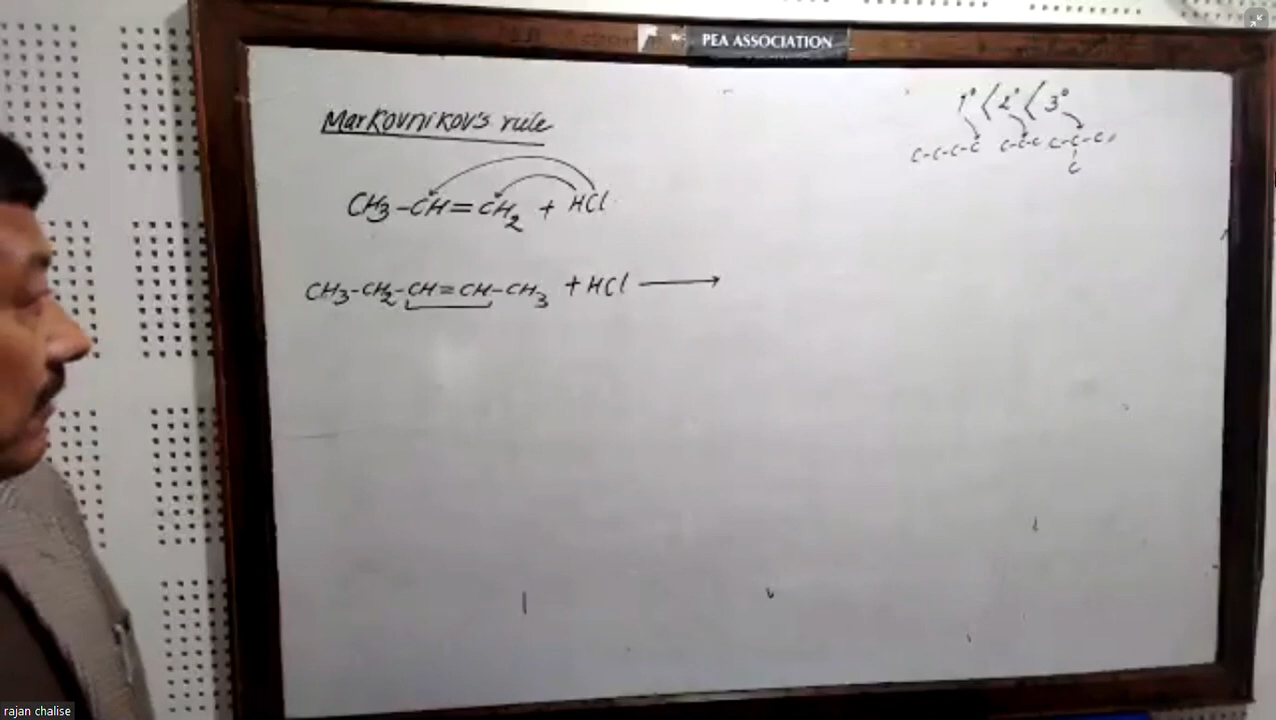 PEA ASSOCIATION
Markovnikov's rule
1° < 2° < 3°
C-C-C-C C-C-C C-C-C
C
CH3-CH=CH2 + HCl
CH3-CH2-CH=CH-CH3 + HCl ⟶
rajan chalise